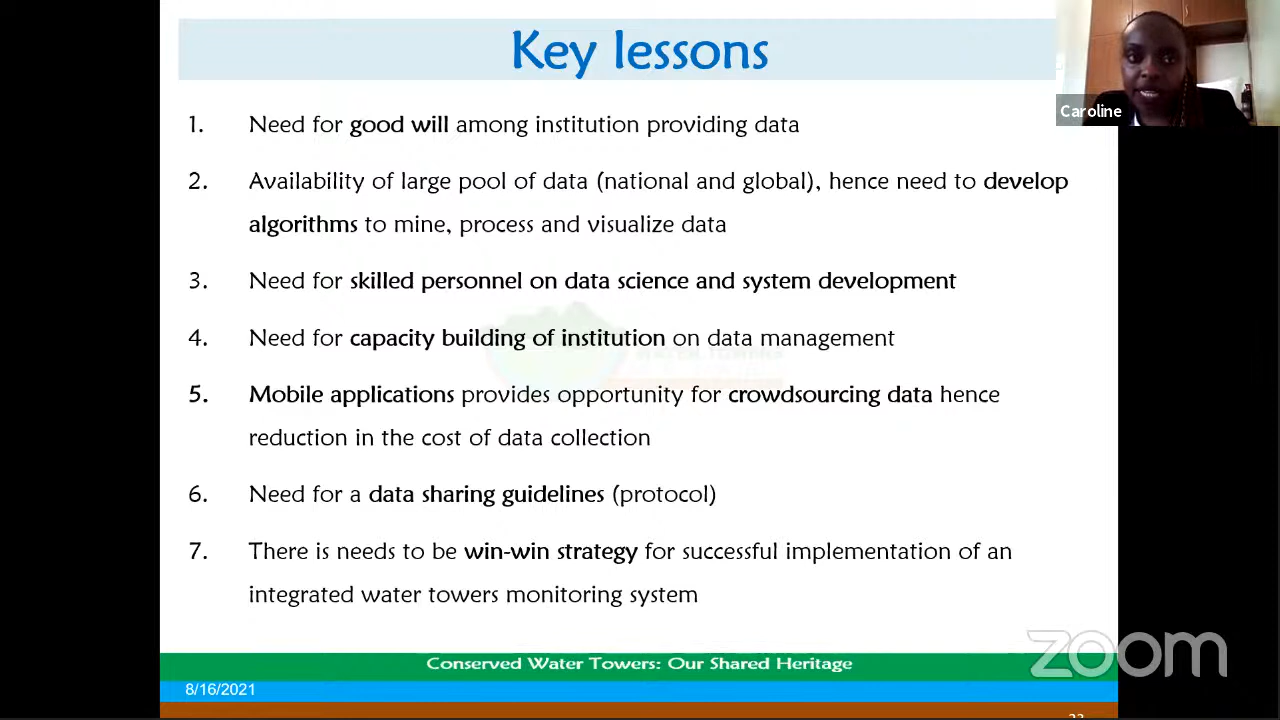 Key lessons
Caroline
1. Need for good will among institution providing data
2. Availability of large pool of data (national and global), hence need to develop
algorithms to mine, process and visualize data
3. Need for skilled personnel on data science and system development
4. Need for capacity building of institution on data management
5. Mobile applications provides opportunity for crowdsourcing data hence
reduction in the cost of data collection
6. Need for a data sharing guidelines (protocol)
7. There is needs to be win-win strategy for successful implementation of an
integrated water towers monitoring system
zoom
Conserved Water Towers: Our Shared Heritage
8/16/2021